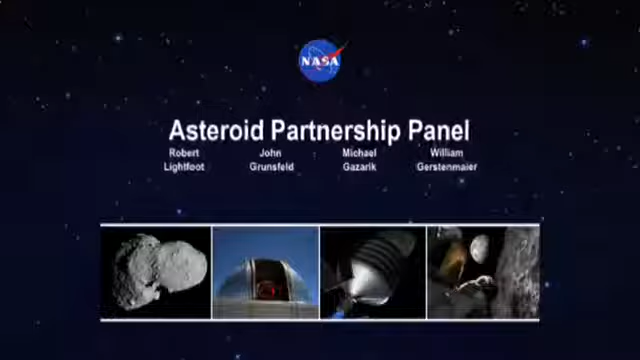 NASA
Asteroid Partnership Panel
Robert John Michael William
Lightfoot Grunsfeld Gazarik Gerstenmaier